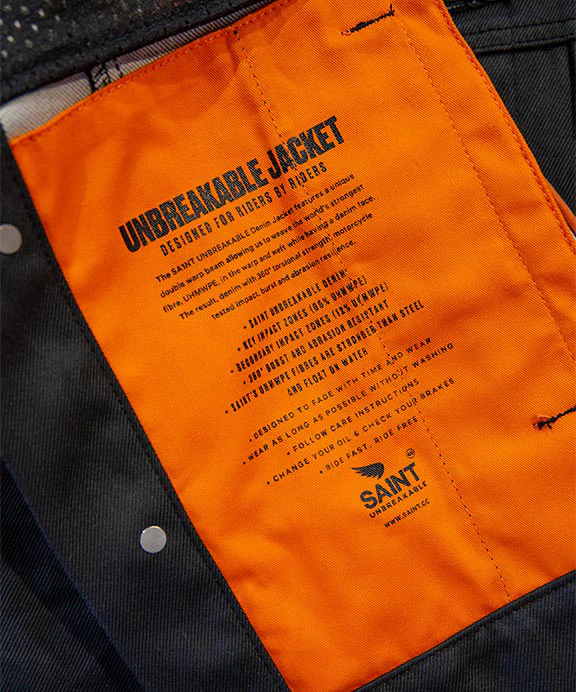 UNBREAKABLE JACKET
DESIGNED FOR RIDERS BY RIDERS
The SA1NT UNBREAKABLE Denim Jacket features a unique
double warp beam allowing us to weave the world's strongest
fibre, UHMWPE, in the warp and weft while having a denim face.
The result, denim with 360° torsional strength, motorcycle
tested impact, burst and abrasion resilience.
• SAINT UNBREAKABLE DENIM
• KEY IMPACT ZONES (65% UHMWPE)
• SECONDARY IMPACT ZONES (12% UHMWPE)
• 360° BURST AND ABRASION RESISTANT
• SAINT'S UHMWPE FIBRES ARE STRONGER THAN STEEL
AND FLOAT ON WATER
• DESIGNED TO FADE WITH TIME AND WEAR
• WEAR AS LONG AS POSSIBLE WITHOUT WASHING
• FOLLOW CARE INSTRUCTIONS
• CHANGE YOUR OIL & CHECK YOUR BRAKES
• RIDE FAST. RIDE FREE
SA1NT
UNBREAKABLE
WWW.SA1NT.CC